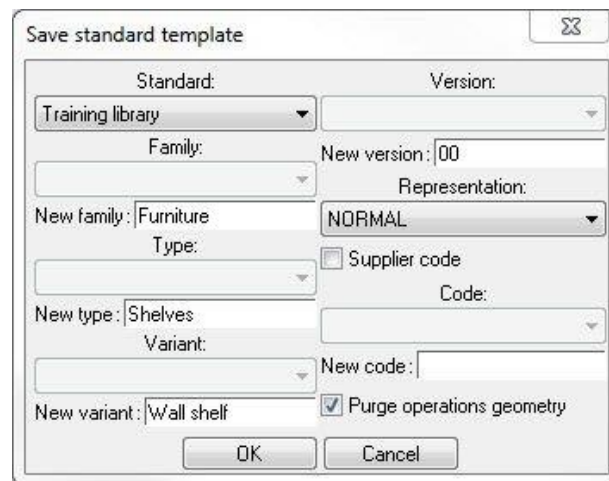 Save standard template
Standard:
Training library
Family:
New family: Furniture
Type:
New type: Shelves
Variant:
New variant: Wall shelf
Version:
New version: 00
Representation:
NORMAL
Supplier code
Code:
New code:
Purge operations geometry
OK
Cancel